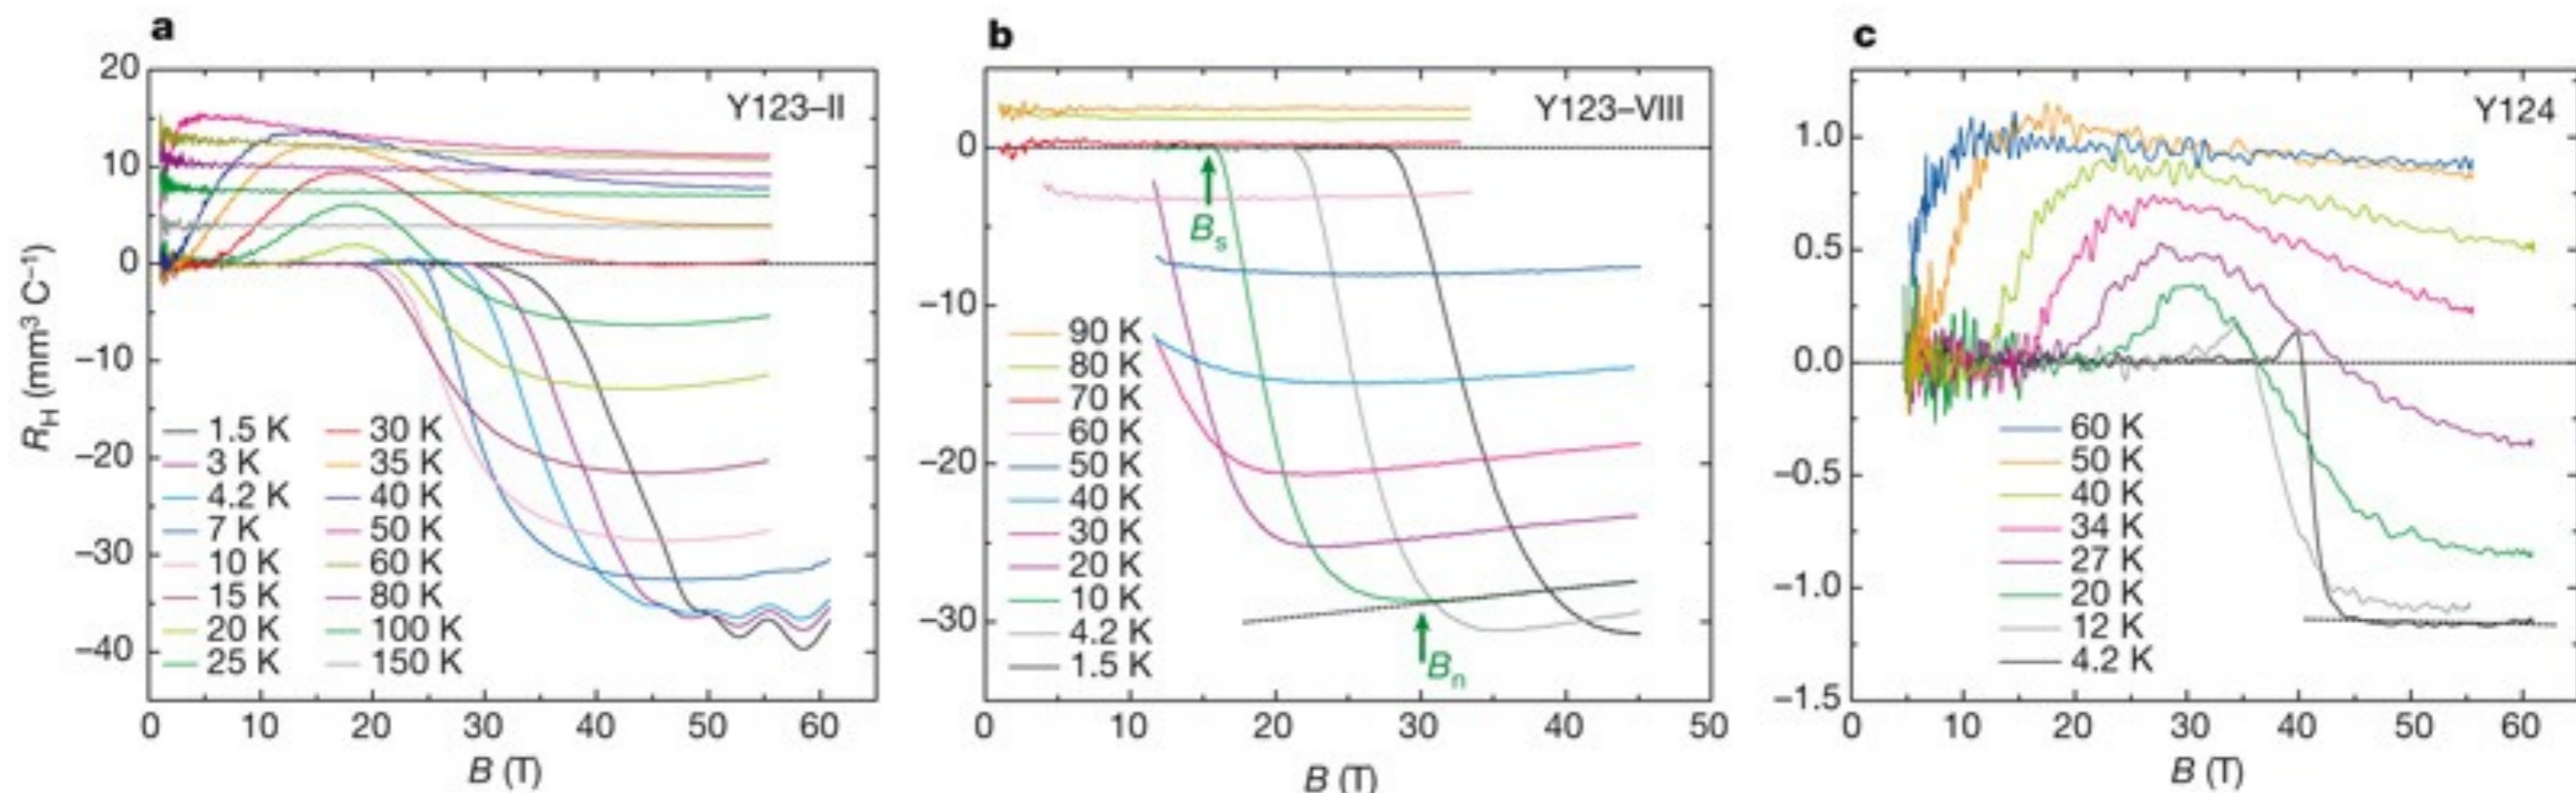 a
20
10
0
−10
−20
−30
−40
R_H (mm³ C⁻¹)
Y123–II
1.5 K 30 K
3 K 35 K
4.2 K 40 K
7 K 50 K
10 K 60 K
15 K 80 K
20 K 100 K
25 K 150 K
0 10 20 30 40 50 60
B (T)
b
0
−10
−20
−30
Y123–VIII
B_s
90 K
80 K
70 K
60 K
50 K
40 K
30 K
20 K
10 K
4.2 K
1.5 K
B_n
0 10 20 30 40 50
B (T)
c
1.0
0.5
0.0
−0.5
−1.0
−1.5
Y124
60 K
50 K
40 K
34 K
27 K
20 K
12 K
4.2 K
0 10 20 30 40 50 60
B (T)